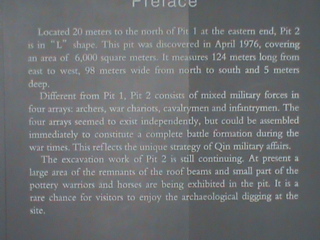 Preface
Located 20 meters to the north of Pit 1 at the eastern end, Pit 2
is in "L" shape. This pit was discovered in April 1976, covering
an area of 6,000 square meters. It measures 124 meters long from
east to west, 98 meters wide from north to south and 5 meters
deep.
Different from Pit 1, Pit 2 consists of mixed military forces in
four arrays: archers, war chariots, cavalrymen and infantrymen. The
four arrays seemed to exist independently, but could be assembled
immediately to constitute a complete battle formation during the
war times. This reflects the unique strategy of Qin military affairs.
The excavation work of Pit 2 is still continuing. At present a
large area of the remnants of the roof beams and small part of the
pottery warriors and horses are being exhibited in the pit. It is a
rare chance for visitors to enjoy the archaeological digging at the
site.